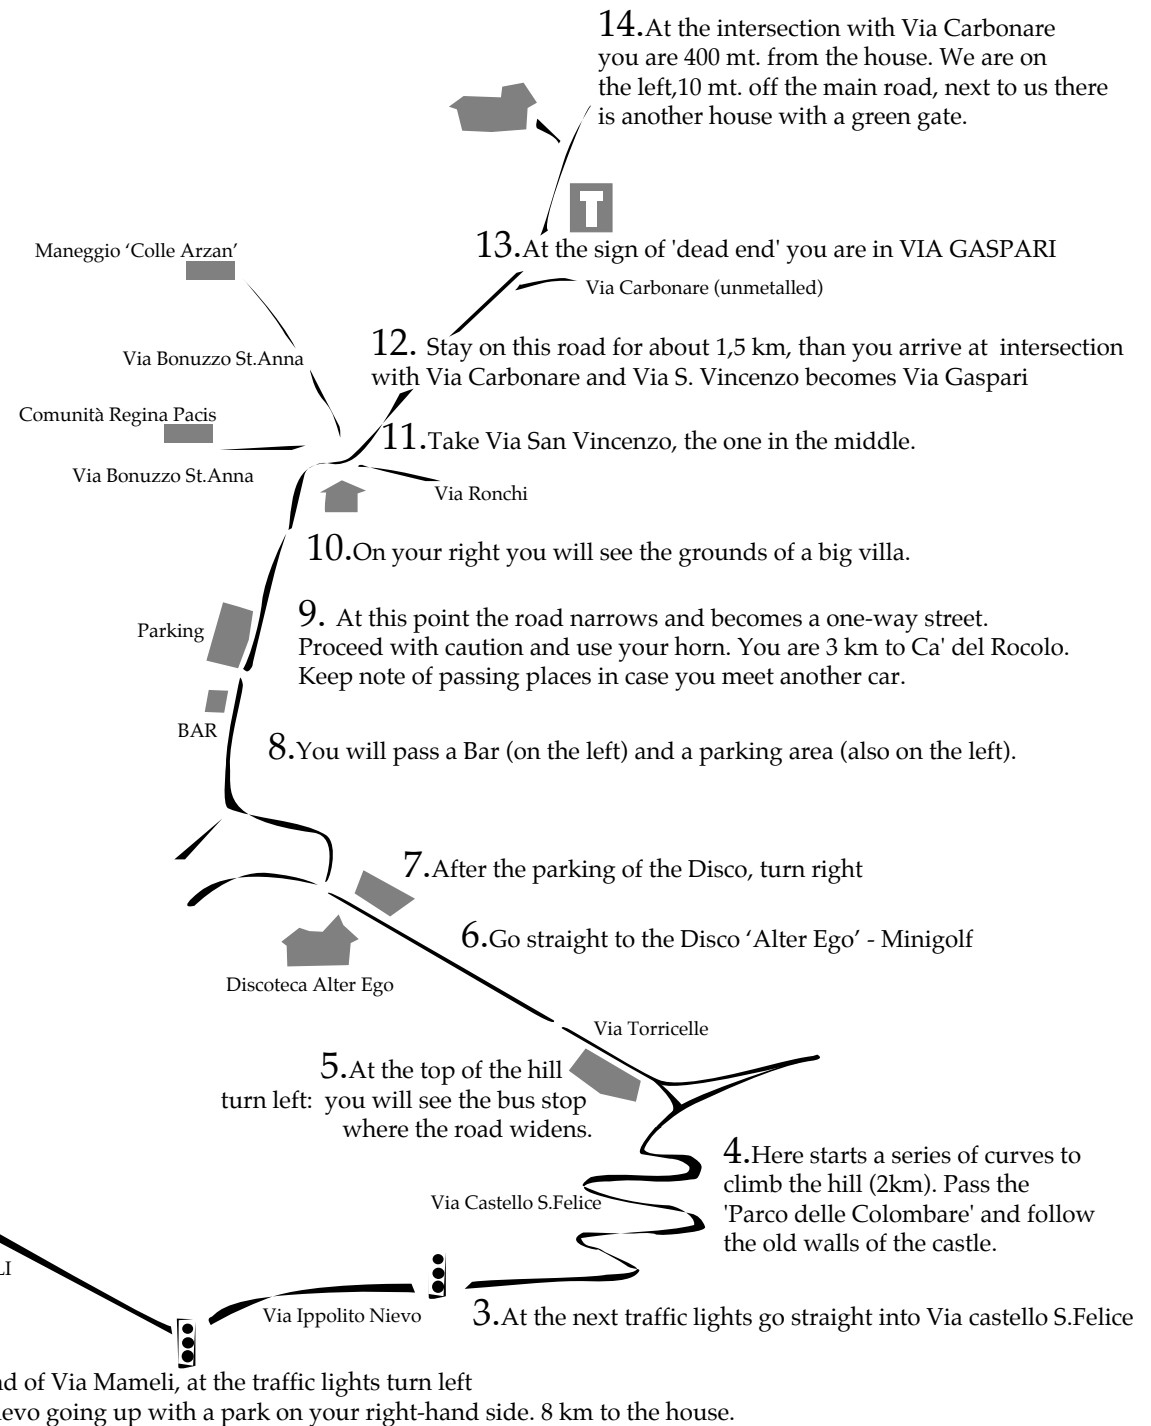 14.At the intersection with Via Carbonare
you are 400 mt. from the house. We are on
the left,10 mt. off the main road, next to us there
is another house with a green gate.
T
13.At the sign of 'dead end' you are in VIA GASPARI
Maneggio ‘Colle Arzan’
Via Carbonare (unmetalled)
12. Stay on this road for about 1,5 km, than you arrive at intersection
with Via Carbonare and Via S. Vincenzo becomes Via Gaspari
Via Bonuzzo St.Anna
Comunità Regina Pacis
11.Take Via San Vincenzo, the one in the middle.
Via Bonuzzo St.Anna
Via Ronchi
10.On your right you will see the grounds of a big villa.
9. At this point the road narrows and becomes a one-way street.
Proceed with caution and use your horn. You are 3 km to Ca' del Rocolo.
Keep note of passing places in case you meet another car.
Parking
BAR
8.You will pass a Bar (on the left) and a parking area (also on the left).
7.After the parking of the Disco, turn right
6.Go straight to the Disco ‘Alter Ego’ - Minigolf
Discoteca Alter Ego
Via Torricelle
5.At the top of the hill
turn left: you will see the bus stop
where the road widens.
4.Here starts a series of curves to
climb the hill (2km). Pass the
'Parco delle Colombare' and follow
the old walls of the castle.
Via Castello S.Felice
LI
Via Ippolito Nievo
3.At the next traffic lights go straight into Via castello S.Felice
of Via Mameli, at the traffic lights turn left
going up with a park on your right-hand side. 8 km to the house.